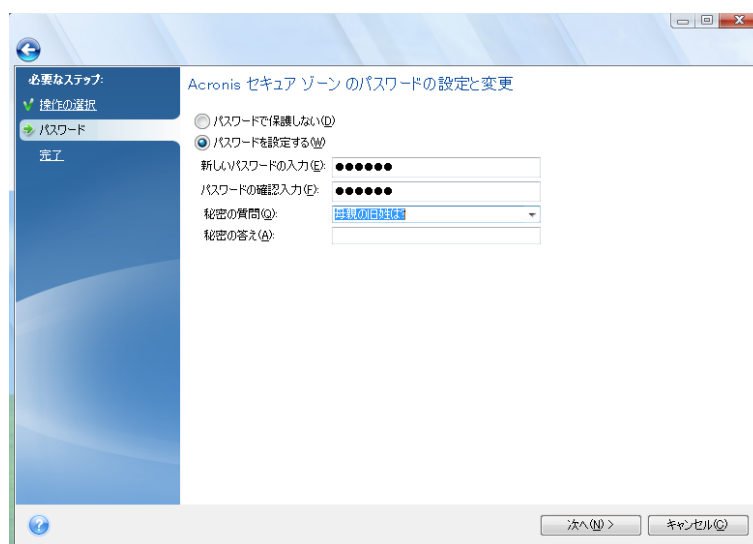 必要なステップ:
操作の選択
パスワード
完了
Acronis セキュア ゾーン のパスワードの設定と変更
パスワードで保護しない(D)
パスワードを設定する(W)
新しいパスワードの入力(E): ●●●●●●
パスワードの確認入力(F): ●●●●●●
秘密の質問(Q): 母親の旧姓は?
秘密の答え(A):
次へ(N) >
キャンセル(C)